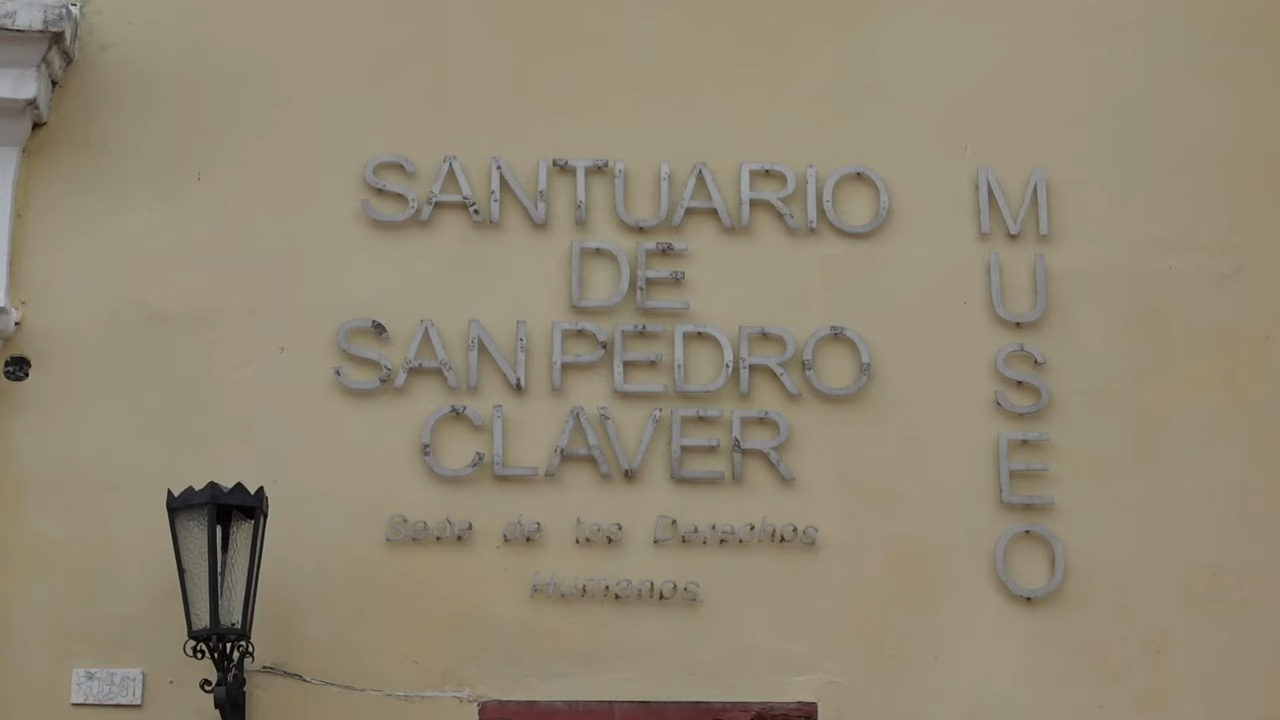 SANTUARIO
DE
SAN PEDRO
CLAVER
Sede de los Derechos
Humanos
MUSEO